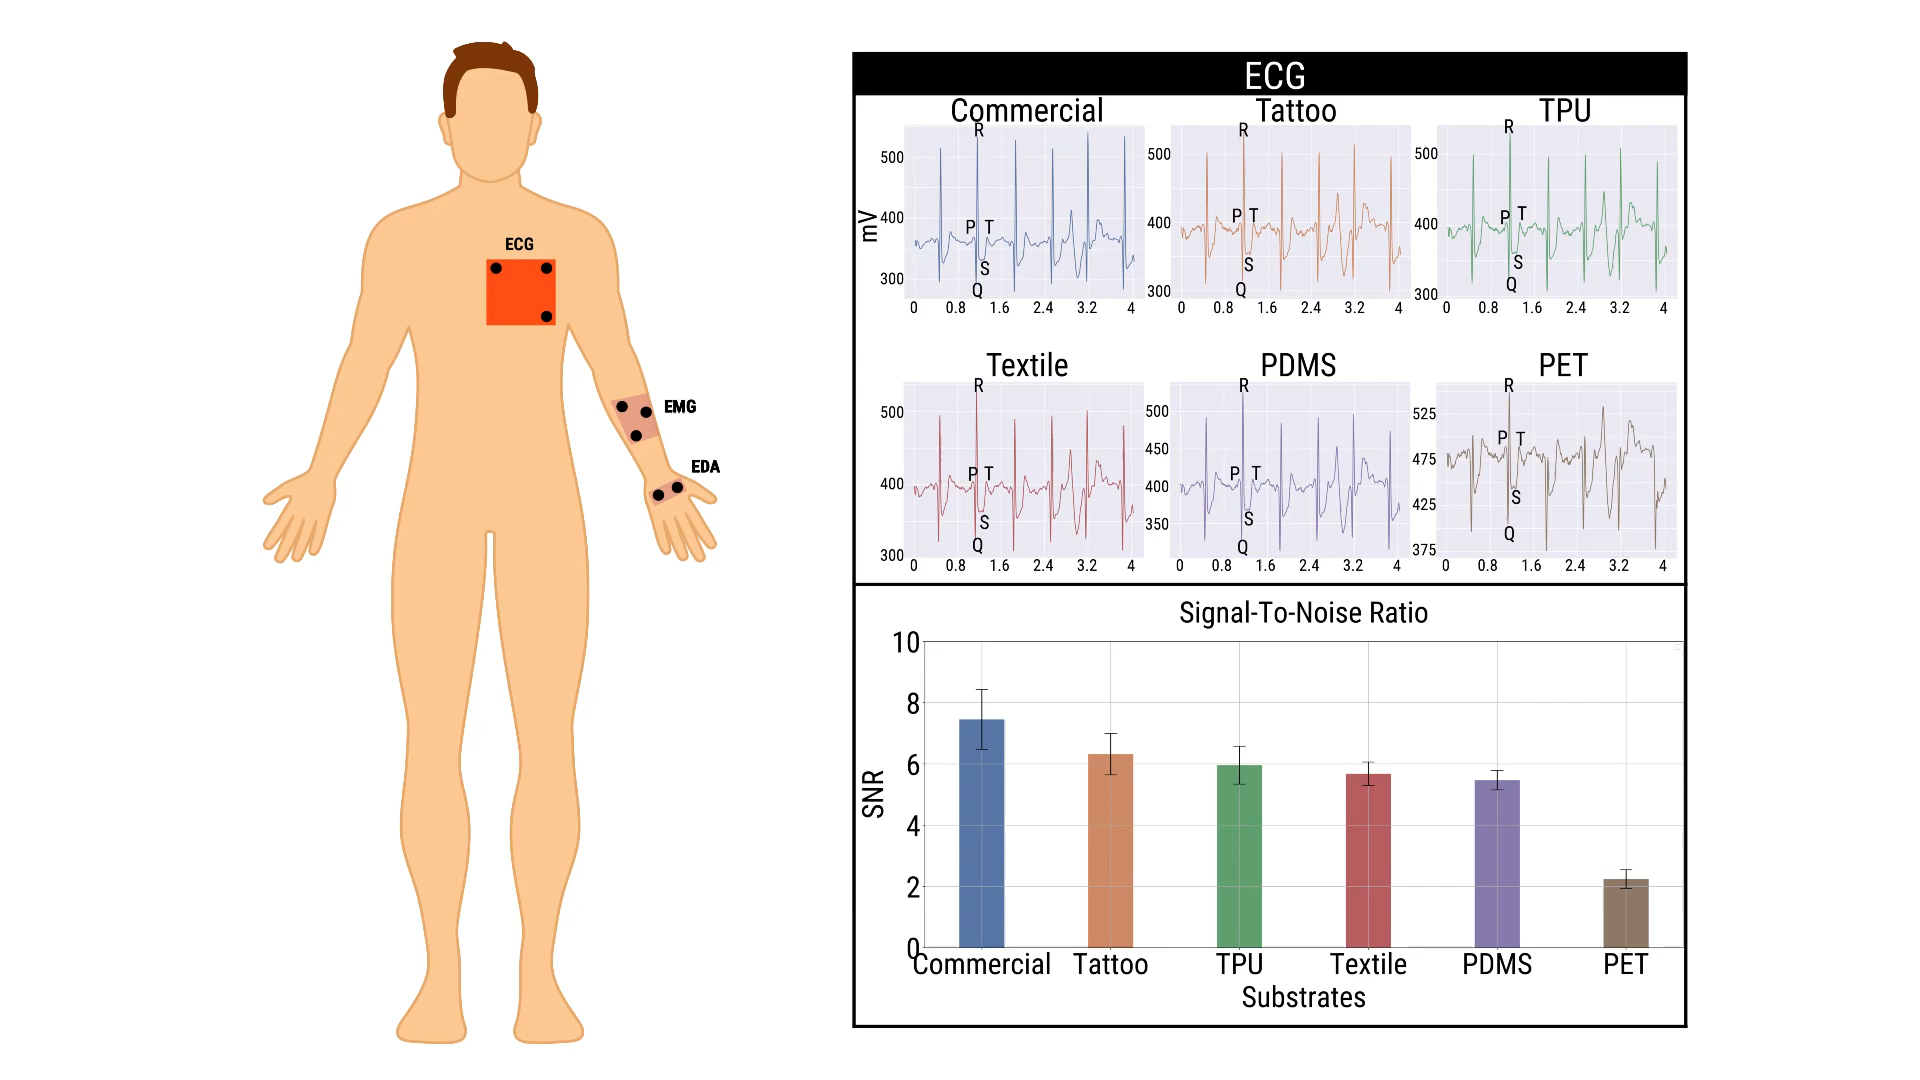 ECG
EMG
EDA
ECG
Commercial Tattoo TPU
R R R
500 500 500
mV
400 400 400
300 300 300
P T P T P T
S S S
Q Q Q
0 0.8 1.6 2.4 3.2 4 0 0.8 1.6 2.4 3.2 4 0 0.8 1.6 2.4 3.2 4
Textile PDMS PET
R R R
500 500 525
400 450 475
300 400 425
350 375
P T P T P T
S S S
Q Q Q
0 0.8 1.6 2.4 3.2 4 0 0.8 1.6 2.4 3.2 4 0 0.8 1.6 2.4 3.2 4
Signal-To-Noise Ratio
10
8
6
4
2
0
SNR
Commercial Tattoo TPU Textile PDMS PET
Substrates